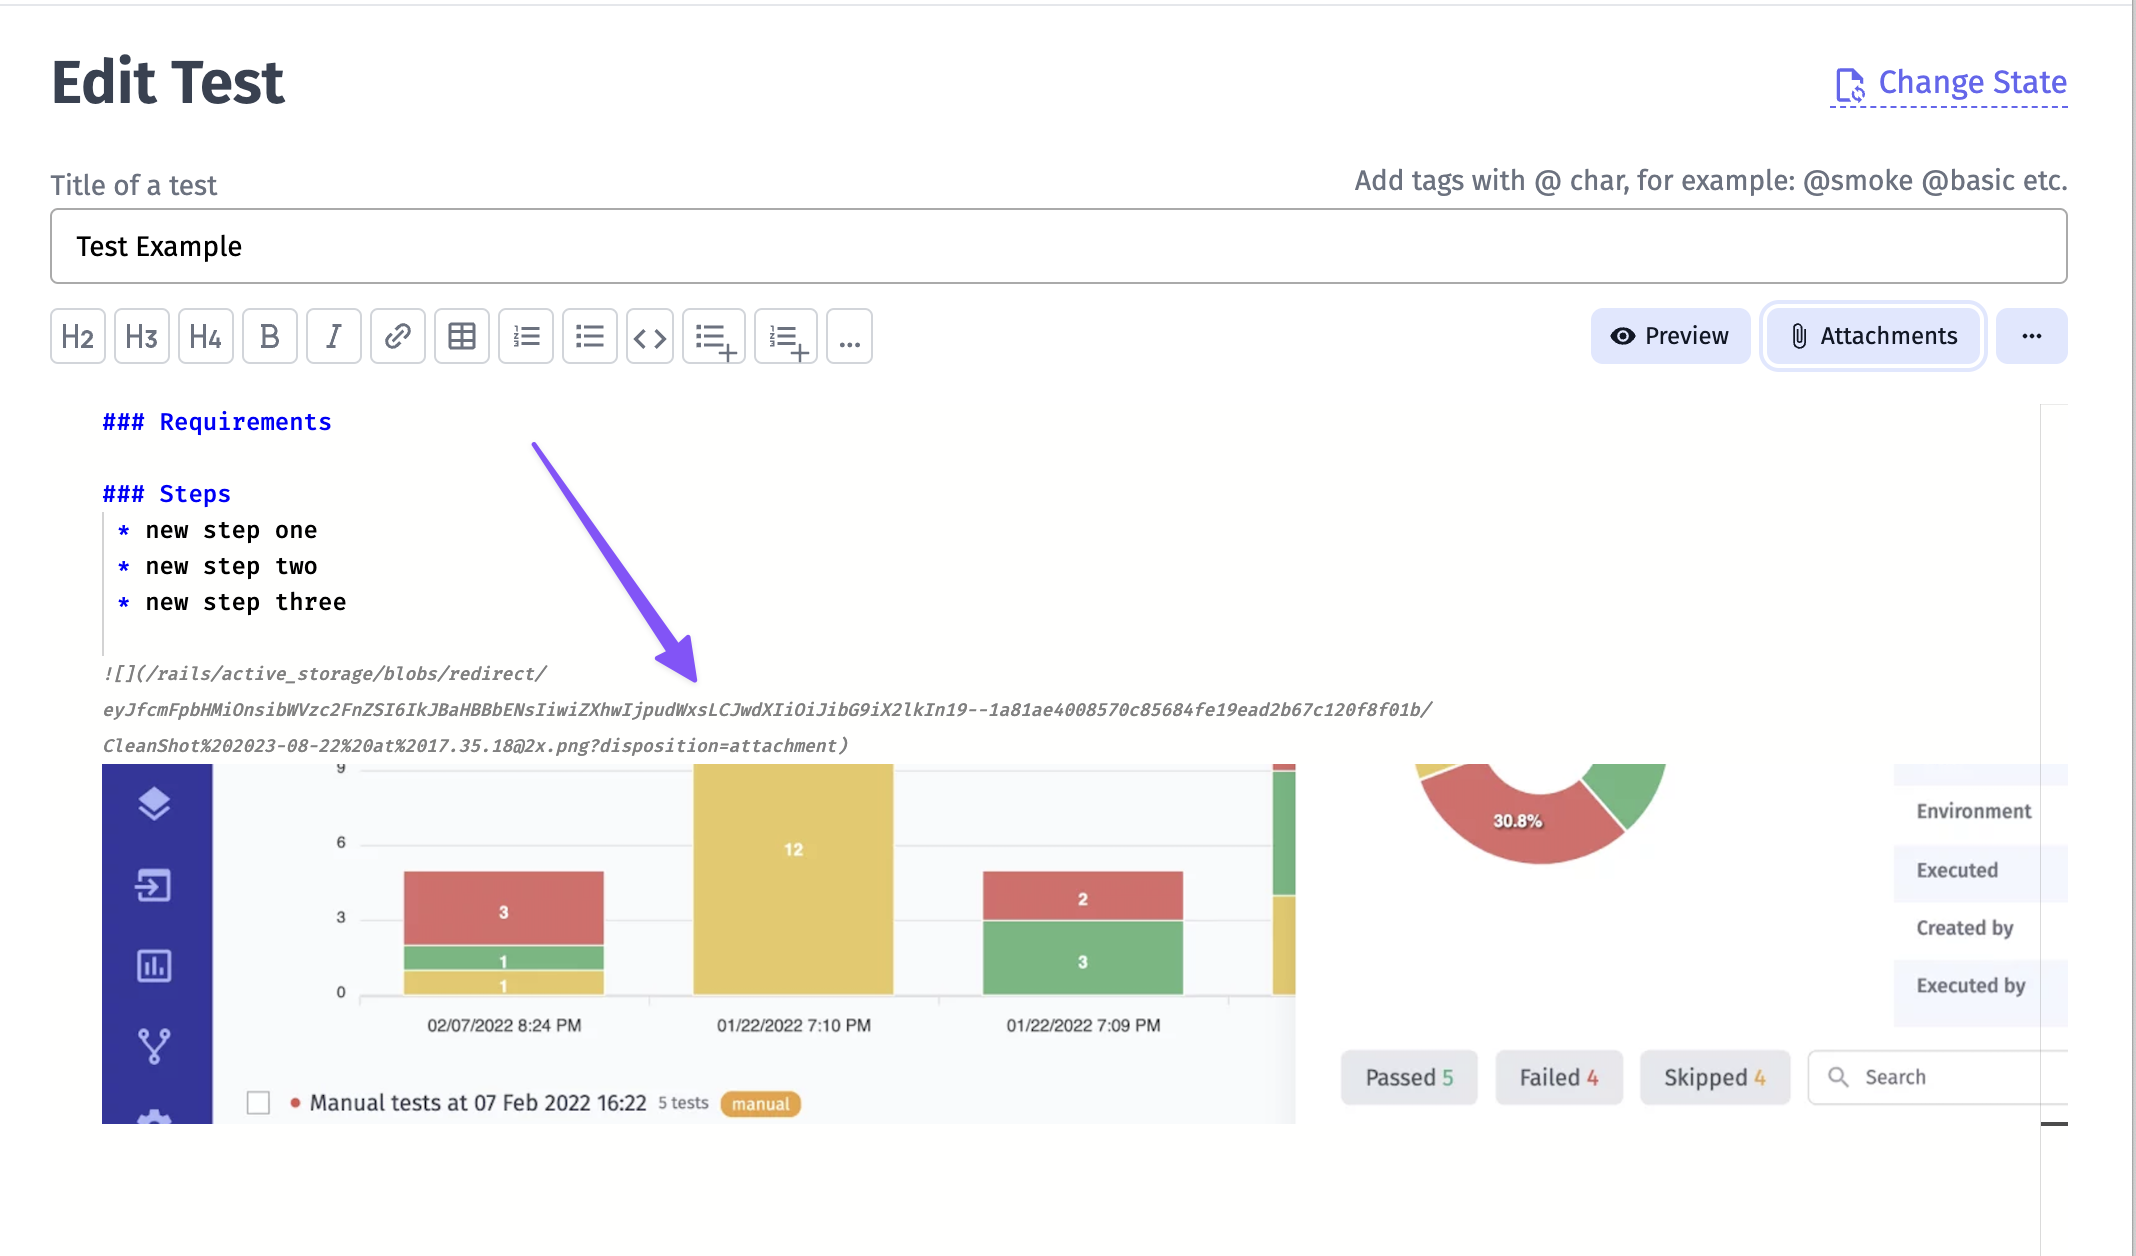 Edit Test
Change State
Title of a test
Add tags with @ char, for example: @smoke @basic etc.
Test Example
H2 H3 H4 B I ... Preview Attachments ...
### Requirements
### Steps
* new step one
* new step two
* new step three
![](/rails/active_storage/blobs/redirect/
eyJfcmFpbHMiOnsibWVzc2FnZSI6IkJBaHBBbENsIiwiZXhwIjpudWxsLCJwdXIiOiJibG9iX2lkIn19--1a81ae4008570c85684fe19ead2b67c120f8f01b/
CleanShot%202023-08-22%20at%2017.35.18@2x.png?disposition=attachment)
9
6
3
0
12
3
1
1
2
3
02/07/2022 8:24 PM
01/22/2022 7:10 PM
01/22/2022 7:09 PM
Manual tests at 07 Feb 2022 16:22 5 tests manual
30.8%
Environment
Executed
Created by
Executed by
Passed 5 Failed 4 Skipped 4 Search